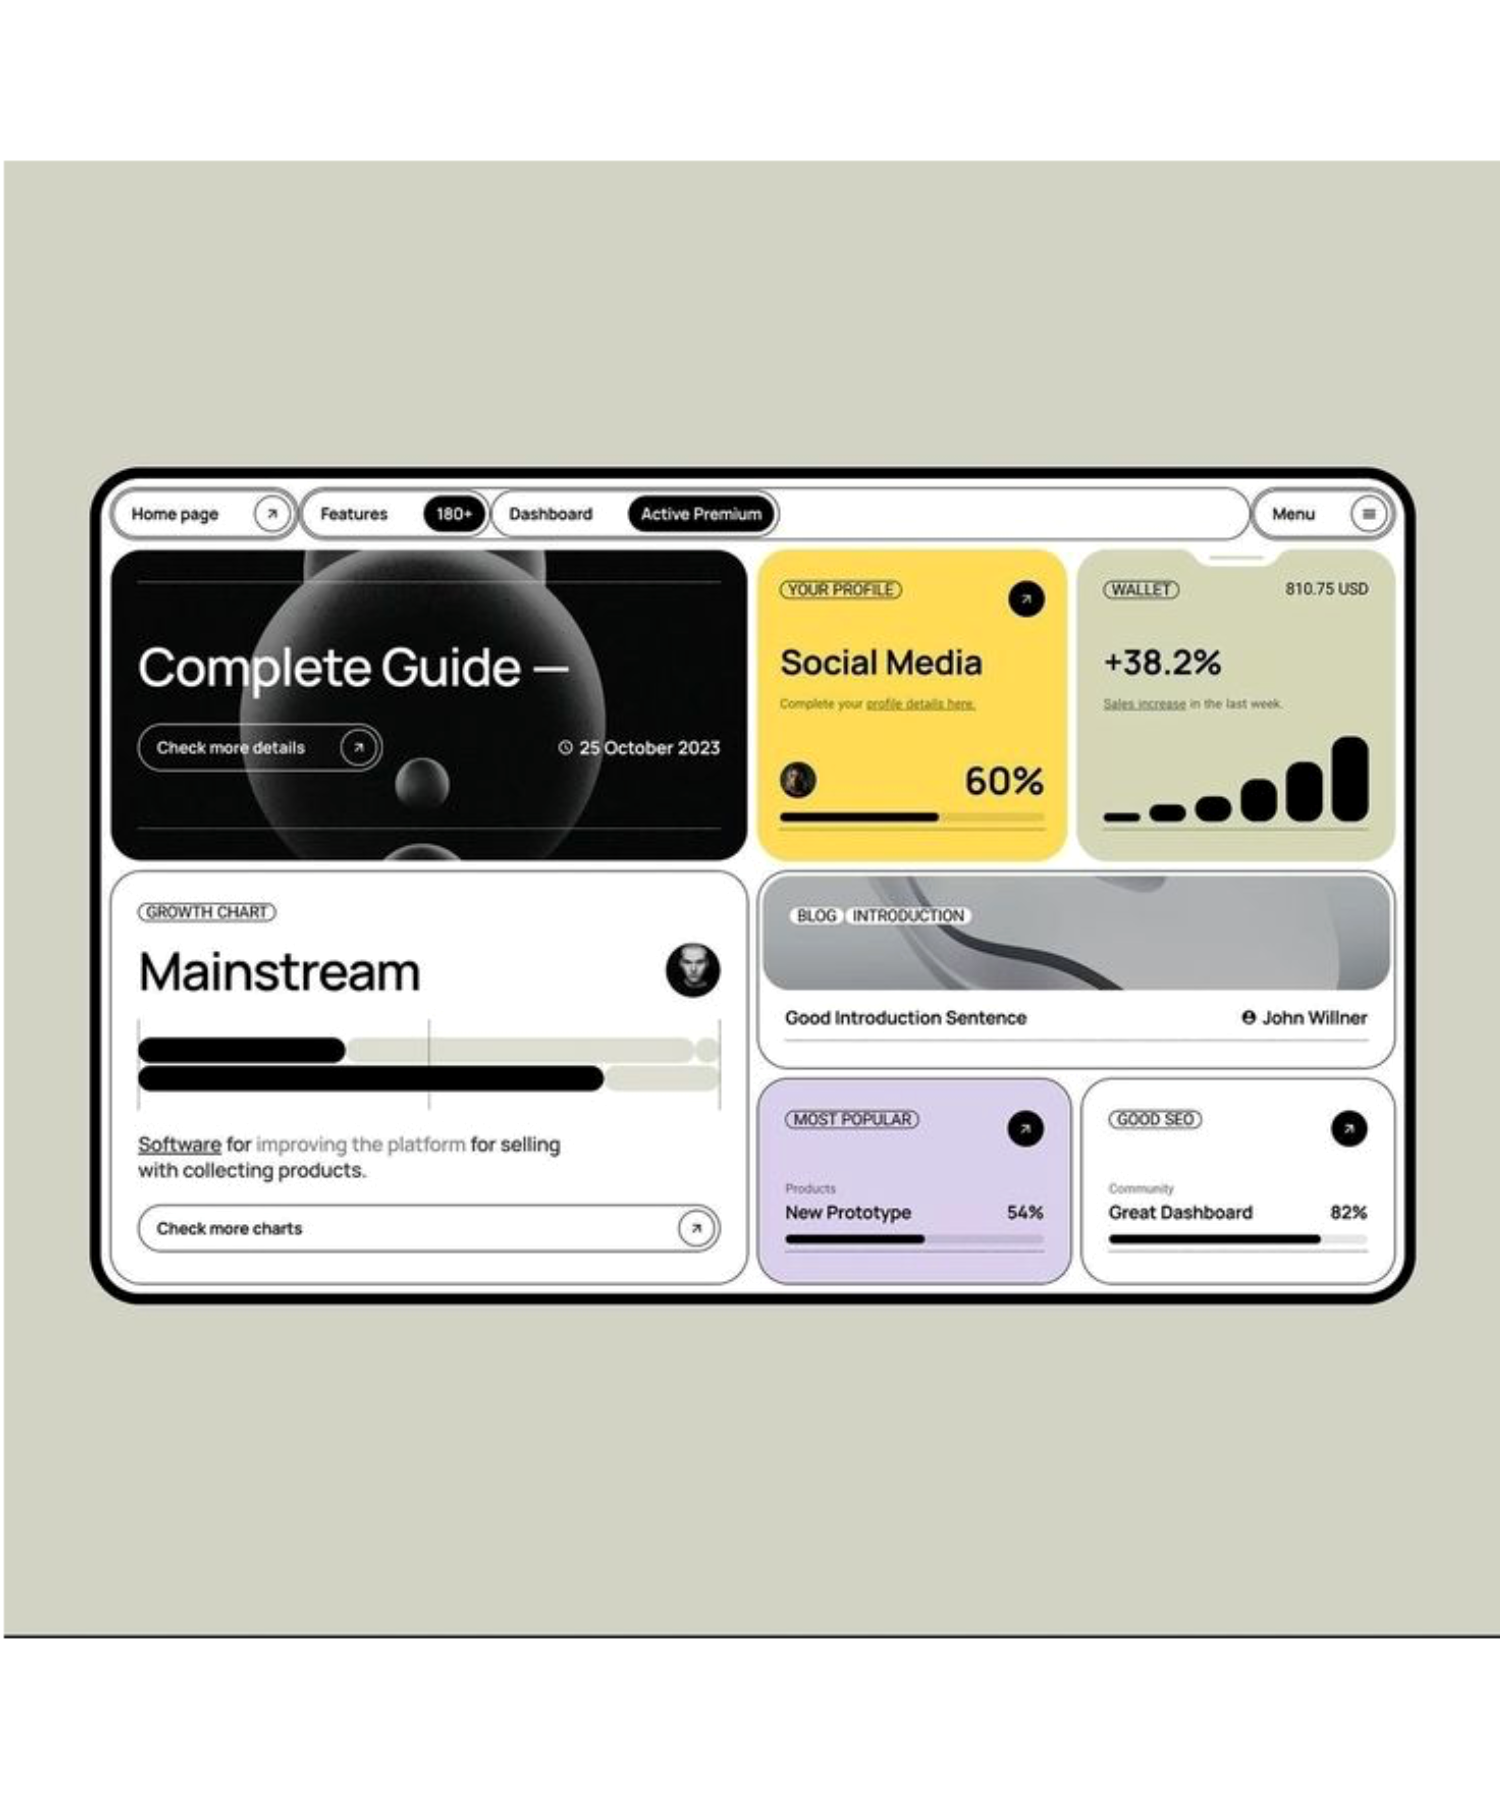 Home page
Features 180+
Dashboard Active Premium
Menu
Complete Guide —
Check more details
25 October 2023
YOUR PROFILE
Social Media
Complete your profile details here.
60%
WALLET 810.75 USD
+38.2%
Sales increase in the last week.
GROWTH CHART
Mainstream
Software for improving the platform for selling
with collecting products.
Check more charts
BLOG INTRODUCTION
Good Introduction Sentence John Willner
MOST POPULAR
Products
New Prototype 54%
GOOD SEO
Community
Great Dashboard 82%